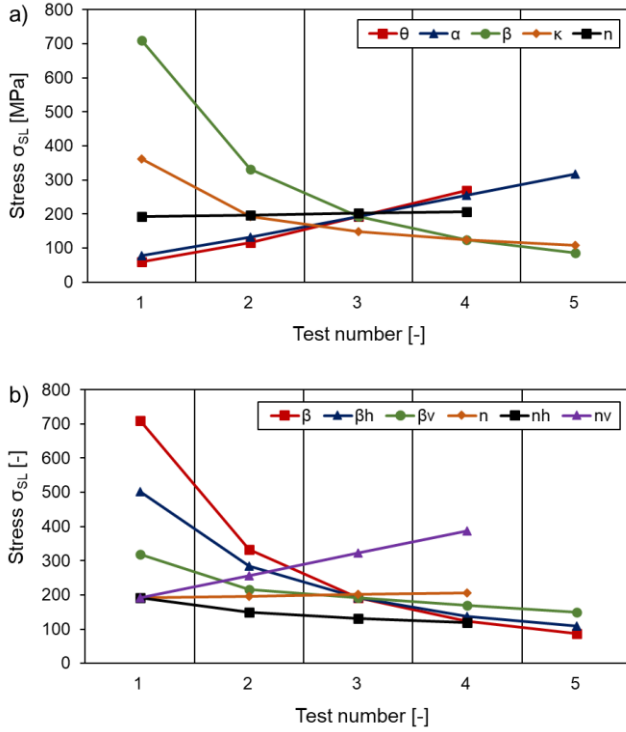 a)
800
θ α β κ n
700
600
500
400
300
200
100
0
Stress σSL [MPa]
1 2 3 4 5
Test number [-]
b)
800
β βh βv n nh nv
700
600
500
400
300
200
100
0
Stress σSL [-]
1 2 3 4 5
Test number [-]